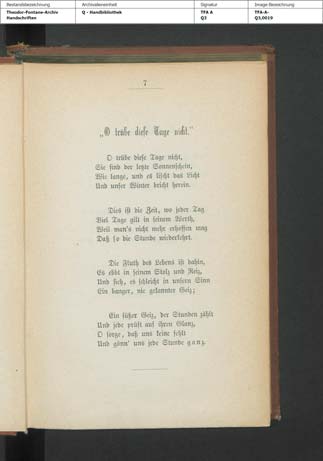 Bestandsbezeichnung Archivalieneinheit Signatur Image Bezeichnung
Theodor-Fontane-Archiv Q - Handbibliothek TFA A TFA-A-
Handschriften Q3 Q3,0019
7
„O trübe diese Tage nicht."
O trübe diese Tage nicht,
Sie sind der letzte Sonnenschein,
Wie lange, und es lischt das Licht
Und unser Winter bricht herein.
Dies ist die Zeit, wo jeder Tag
Viel Tage gilt in seinem Werth,
Weil man's nicht mehr erhoffen mag
Daß so die Stunde wiederkehrt.
Die Fluth des Lebens ist dahin,
Es ebbt in seinem Stolz und Reiz,
Und sieh, es schleicht in unsern Sinn
Ein banger, nie gekannter Geiz;
Ein süßer Geiz, der Stunden zählt
Und jede prüft auf ihren Glanz,
O sorge, daß uns keine fehlt
Und gönn' uns jede Stunde ganz.